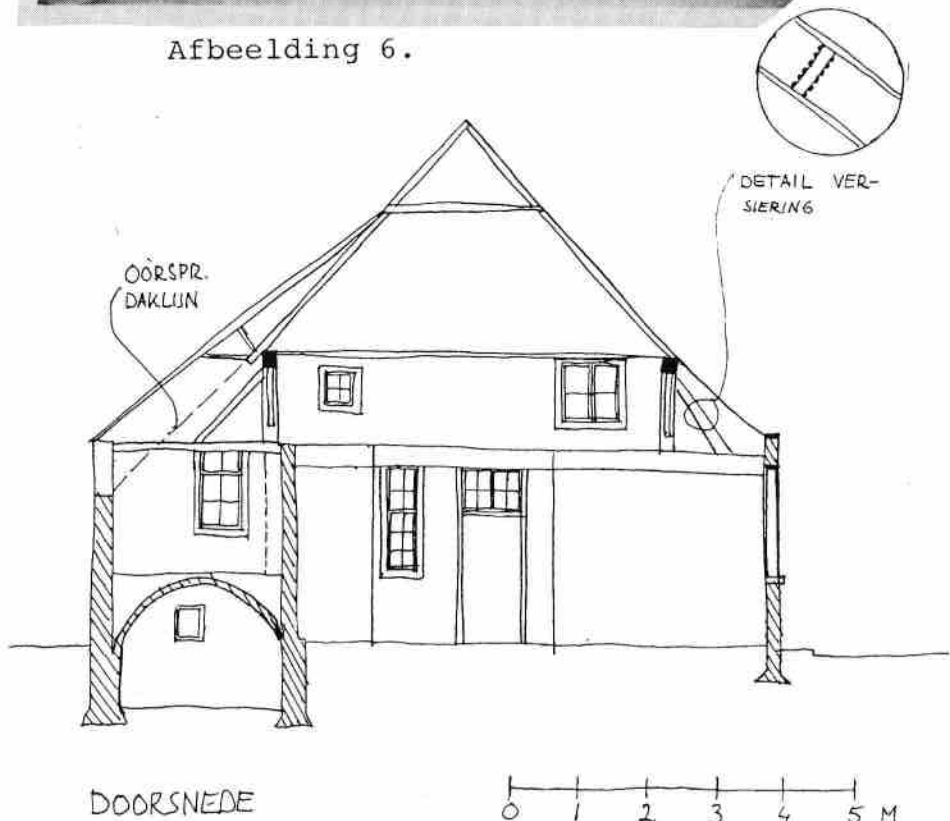 Afbeelding 6.
DETAIL VER-
SIERING
OORSPR.
DAKLIJN
DOORSNEDE
0 1 2 3 4 5 M